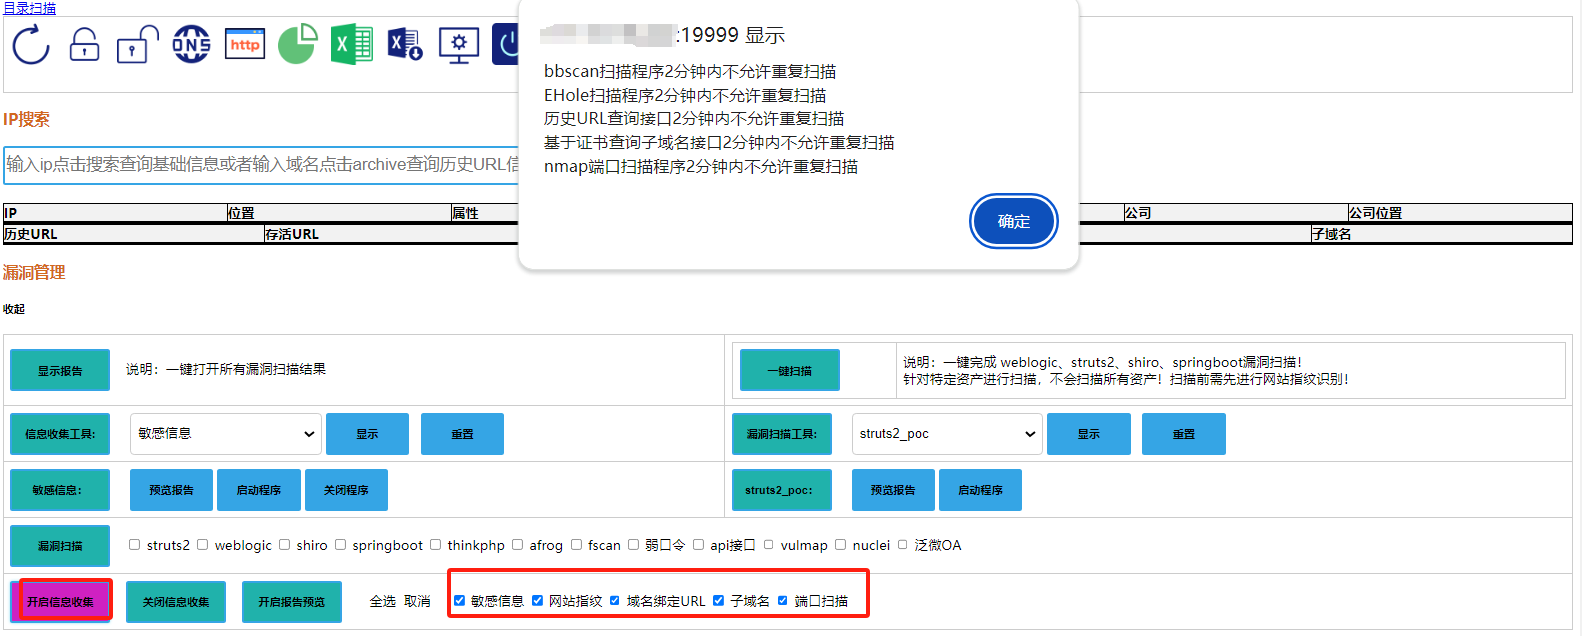 目录扫描
DNS
http
:19999 显示
bbscan扫描程序2分钟内不允许重复扫描
EHole扫描程序2分钟内不允许重复扫描
历史URL查询接口2分钟内不允许重复扫描
基于证书查询子域名接口2分钟内不允许重复扫描
nmap端口扫描程序2分钟内不允许重复扫描
确定
IP搜索
输入ip点击搜索查询基础信息或者输入域名点击archive查询历史URL信
IP 位置 属性 公司 公司位置
历史URL 存活URL 子域名
漏洞管理
收起
显示报告 说明：一键打开所有漏洞扫描结果 一键扫描 说明：一键完成 weblogic、struts2、shiro、springboot漏洞扫描！
针对特定资产进行扫描，不会扫描所有资产！扫描前需先进行网站指纹识别！
信息收集工具: 敏感信息 显示 重置 漏洞扫描工具: struts2_poc 显示 重置
敏感信息: 预览报告 启动程序 关闭程序 struts2_poc: 预览报告 启动程序
漏洞扫描 struts2 weblogic shiro springboot thinkphp afrog fscan 弱口令 api接口 vulmap nuclei 泛微OA
开启信息收集 关闭信息收集 开启报告预览 全选 取消 敏感信息 网站指纹 域名绑定URL 子域名 端口扫描